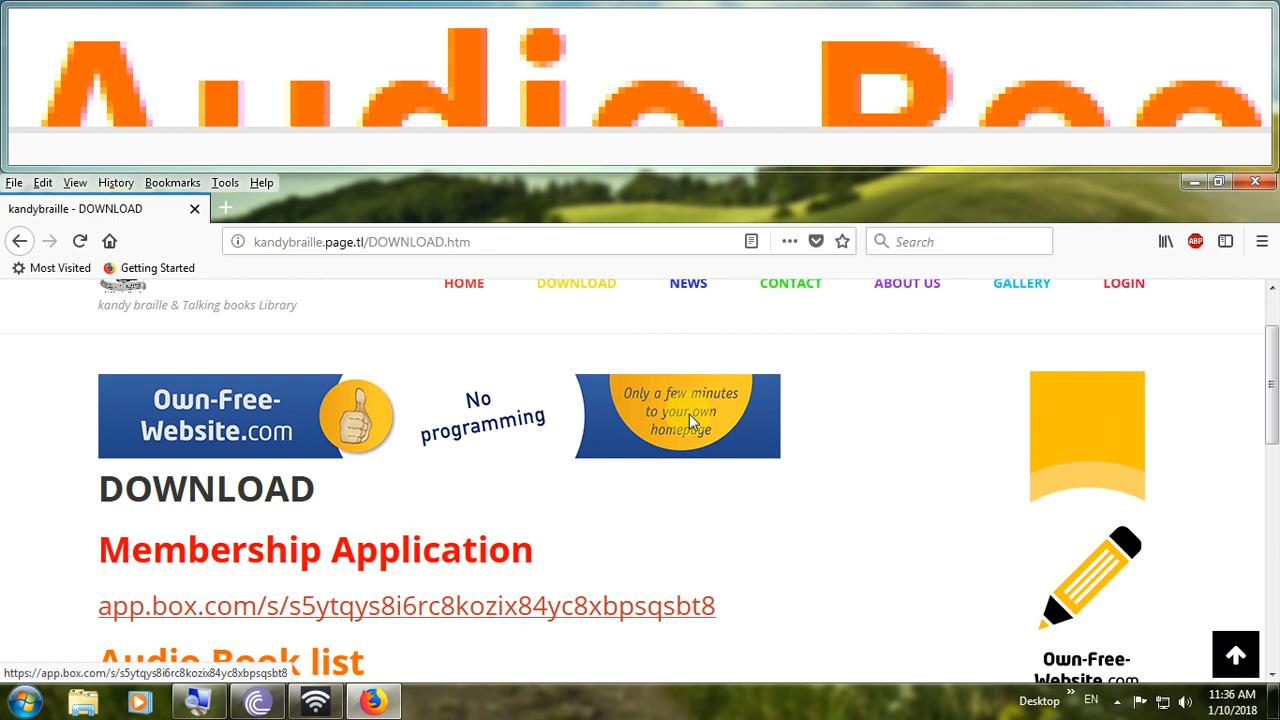 Audio Boo
File Edit View History Bookmarks Tools Help
kandybraille - DOWNLOAD
kandybraille.page.tl/DOWNLOAD.htm
Search
ABP
Most Visited Getting Started
HOME DOWNLOAD NEWS CONTACT ABOUT US GALLERY LOGIN
kandy braille & Talking books Library
Own-Free-
Website.com
No
programming
Only a few minutes
to your own
homepage
DOWNLOAD
Membership Application
app.box.com/s/s5ytqys8i6rc8kozix84yc8xbpsqsbt8
Audio Book list
Own-Free-
Website.com
https://app.box.com/s/s5ytqys8i6rc8kozix84yc8xbpsqsbt8
Desktop
EN
11:36 AM
1/10/2018